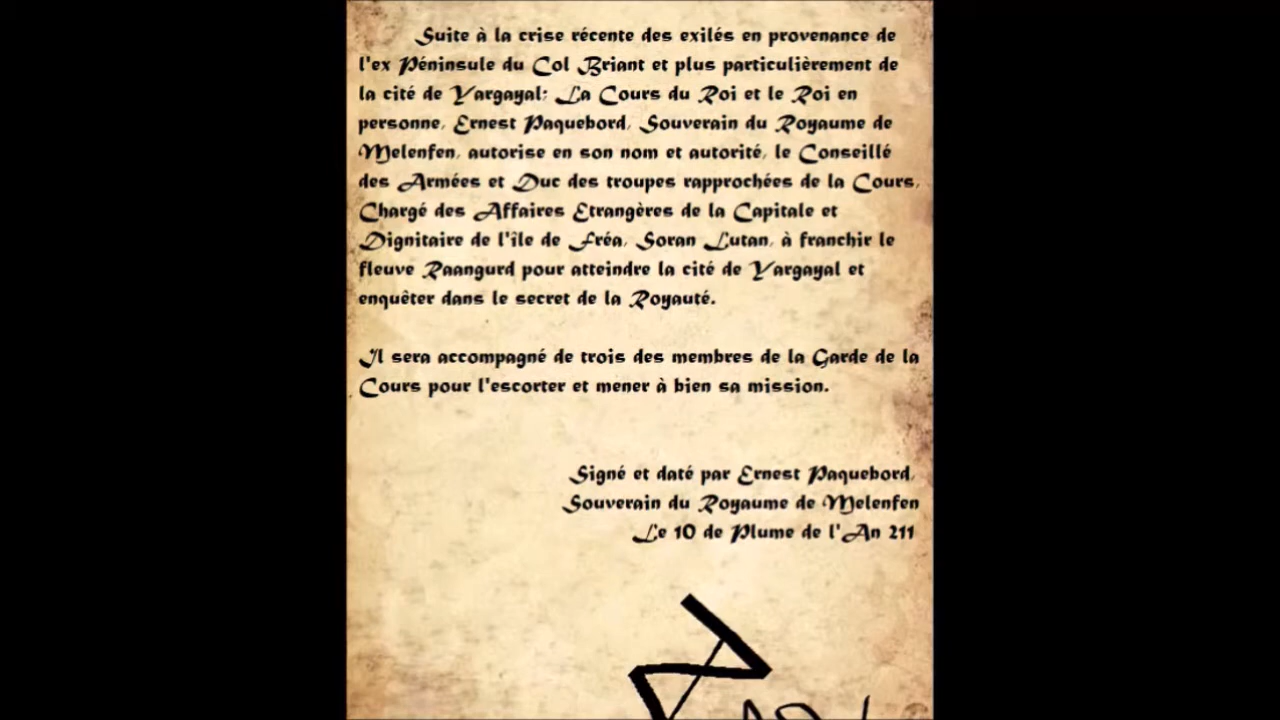 Suite à la crise récente des exilés en provenance de
l'ex Péninsule du Col Briant et plus particulièrement de
la cité de Yargayal; La Cours du Roi et le Roi en
personne, Ernest Paquebord, Souverain du Royaume de
Melenfen, autorise en son nom et autorité, le Conseillé
des Armées et Duc des troupes rapprochées de la Cours,
Chargé des Affaires Etrangères de la Capitale et
Dignitaire de l'île de Fréa, Soran Lutan, à franchir le
fleuve Raangurd pour atteindre la cité de Yargayal et
enquêter dans le secret de la Royauté.
Il sera accompagné de trois des membres de la Garde de la
Cours pour l'escorter et mener à bien sa mission.
Signé et daté par Ernest Paquebord,
Souverain du Royaume de Melenfen
Le 10 de Plume de l'An 211